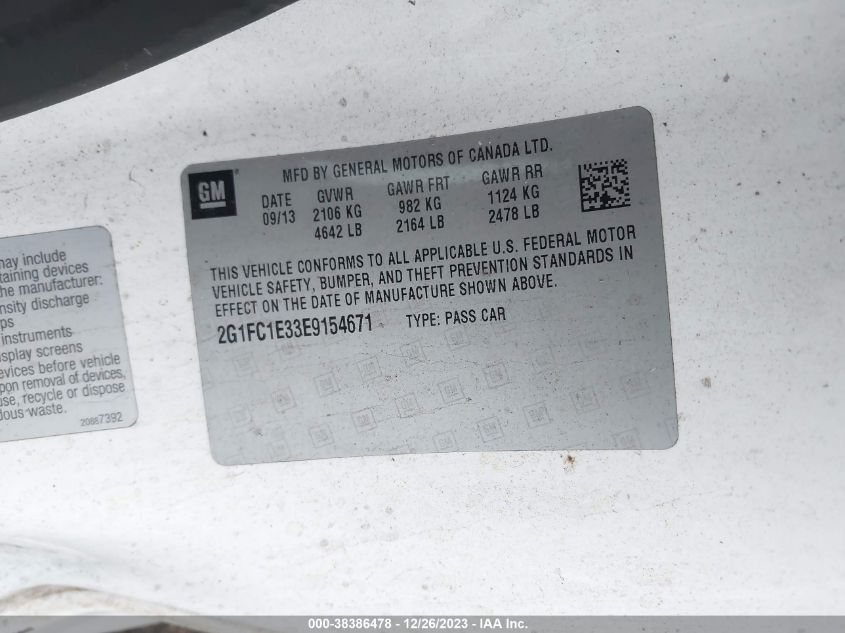 MFD BY GENERAL MOTORS OF CANADA LTD.
GM
DATE GVWR GAWR FRT GAWR RR
09/13 2106 KG 982 KG 1124 KG
4642 LB 2164 LB 2478 LB
THIS VEHICLE CONFORMS TO ALL APPLICABLE U.S. FEDERAL MOTOR
VEHICLE SAFETY, BUMPER, AND THEFT PREVENTION STANDARDS IN
EFFECT ON THE DATE OF MANUFACTURE SHOWN ABOVE.
2G1FC1E33E9154671 TYPE: PASS CAR
may include
taining devices
he manufacturer:
nsity discharge
ps
instruments
splay screens
evices before vehicle
pon removal of devices,
use, recycle or dispose
dous waste.
20887392
000-38386478 - 12/26/2023 - IAA Inc.